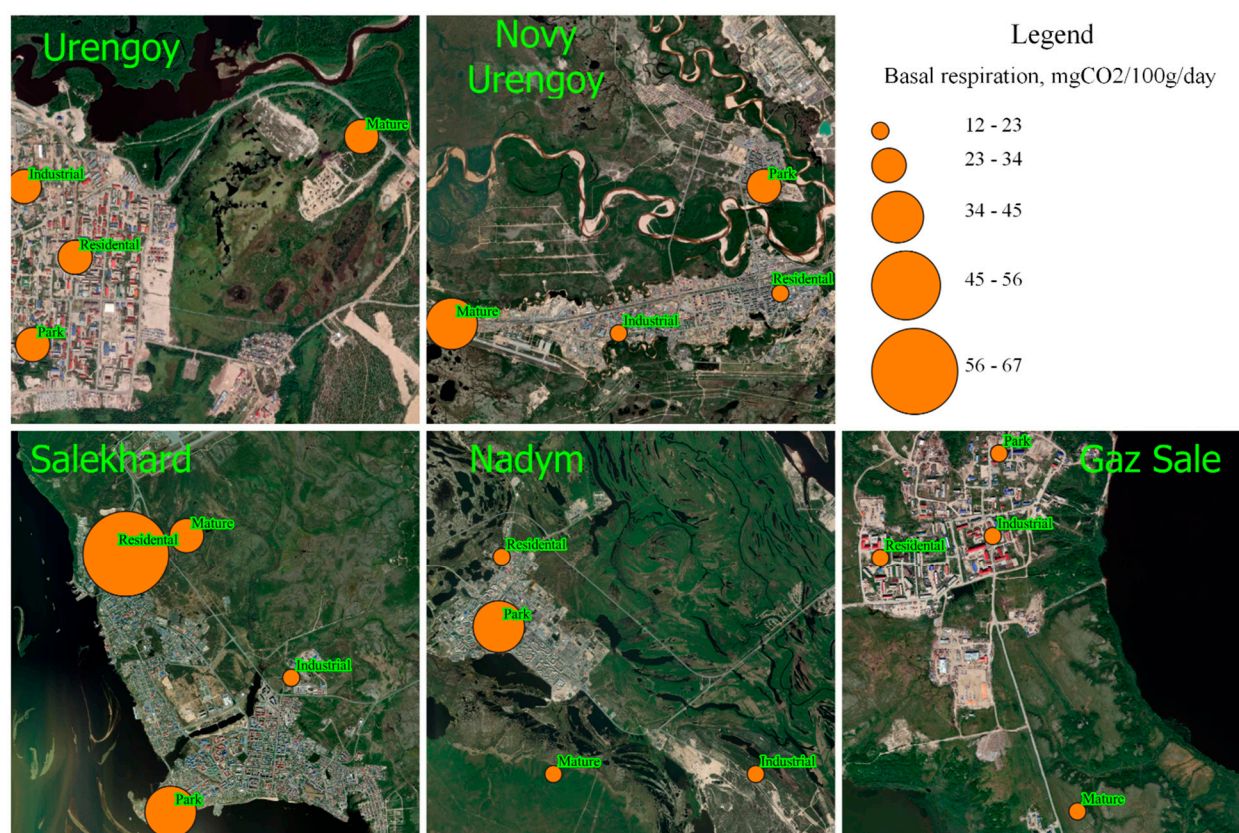 Urengoy
Mature
Industrial
Residental
Park
Novy
Urengoy
Park
Residental
Mature
Industrial
Legend
Basal respiration, mgCO2/100g/day
12 - 23
23 - 34
34 - 45
45 - 56
56 - 67
Salekhard
Mature
Residental
Industrial
Park
Nadym
Residental
Park
Mature
Industrial
Park
Gaz Sale
Industrial
Residental
Mature